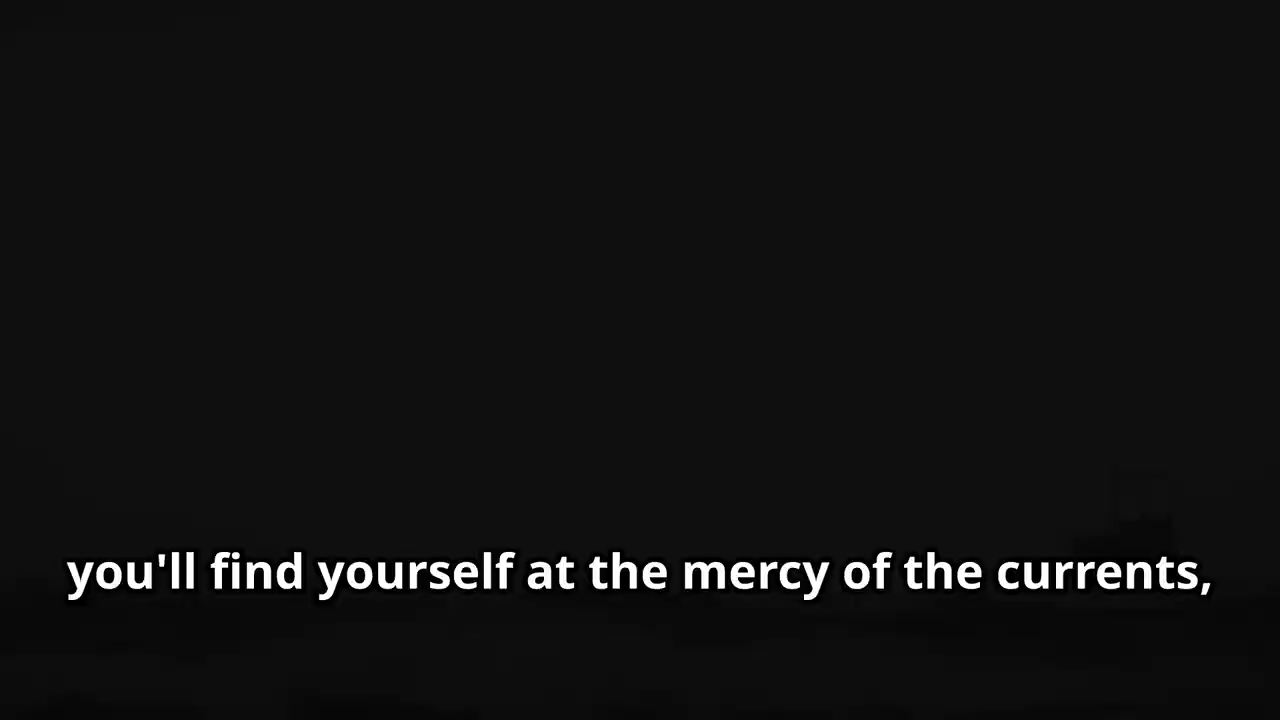 you'll find yourself at the mercy of the currents,